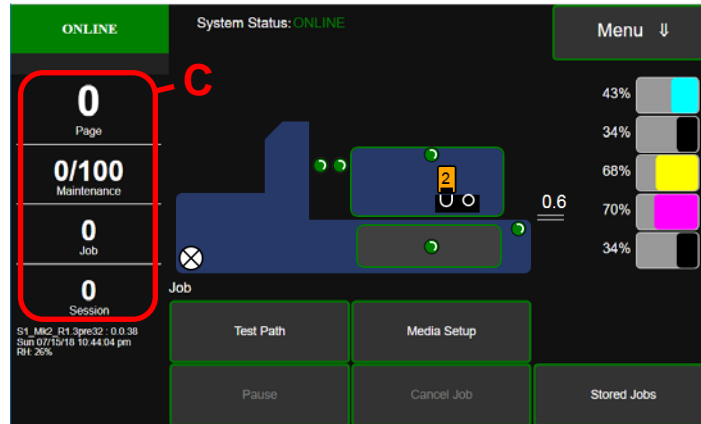 ONLINE
System Status: ONLINE
Menu ⇓
C
0
Page
0/100
Maintenance
0
Job
0
Session
S1_Mk2_R1.3pre32 : 0.0.38
Sun 07/15/18 10:44:04 pm
RH: 26%
2
0.6
43%
34%
68%
70%
34%
Job
Test Path
Media Setup
Pause
Cancel Job
Stored Jobs